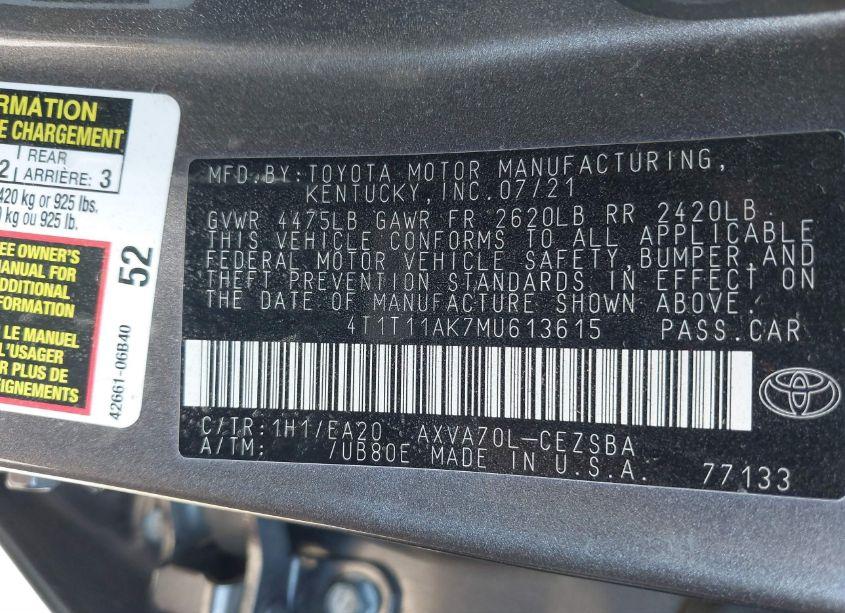 RMATION
E CHARGEMENT
2 REAR
ARRIÈRE: 3
420 kg or 925 lbs.
0 kg ou 925 lb.
EE OWNER'S
MANUAL FOR
ADDITIONAL
FORMATION
LE MANUEL
L'USAGER
R PLUS DE
EIGNEMENTS
52
42661-06B40
MFD.BY:TOYOTA MOTOR MANUFACTURING,
KENTUCKY,INC.07/21
GVWR 4475LB GAWR FR 2620LB RR 2420LB
THIS VEHICLE CONFORMS TO ALL APPLICABLE
FEDERAL MOTOR VEHICLE SAFETY,BUMPER,AND
THEFT PREVENTION STANDARDS IN EFFECT ON
THE DATE OF MANUFACTURE SHOWN ABOVE.
4T1T11AK7MU613615 PASS.CAR
C/TR:1H1/EA20 AXVA70L-CEZSBA
A/TM: /UB80E MADE IN U.S.A. 77133